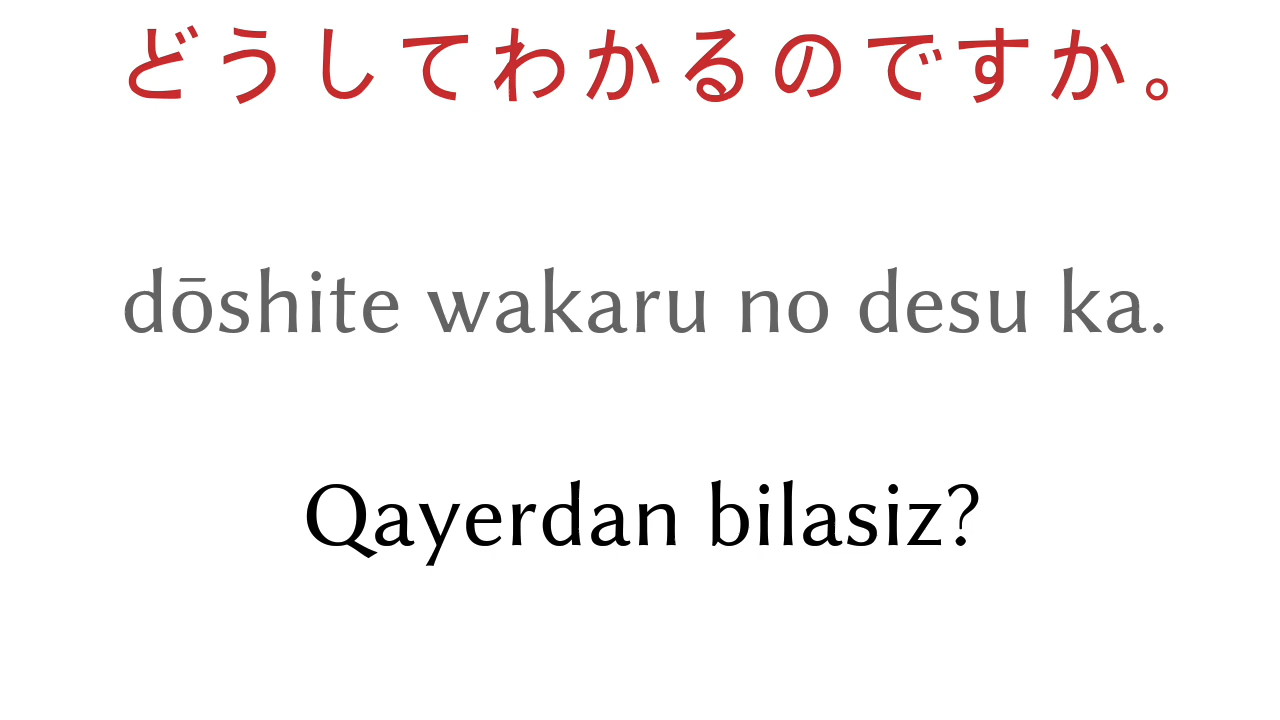 どうしてわかるのですか。
dōshite wakaru no desu ka.
Qayerdan bilasiz?